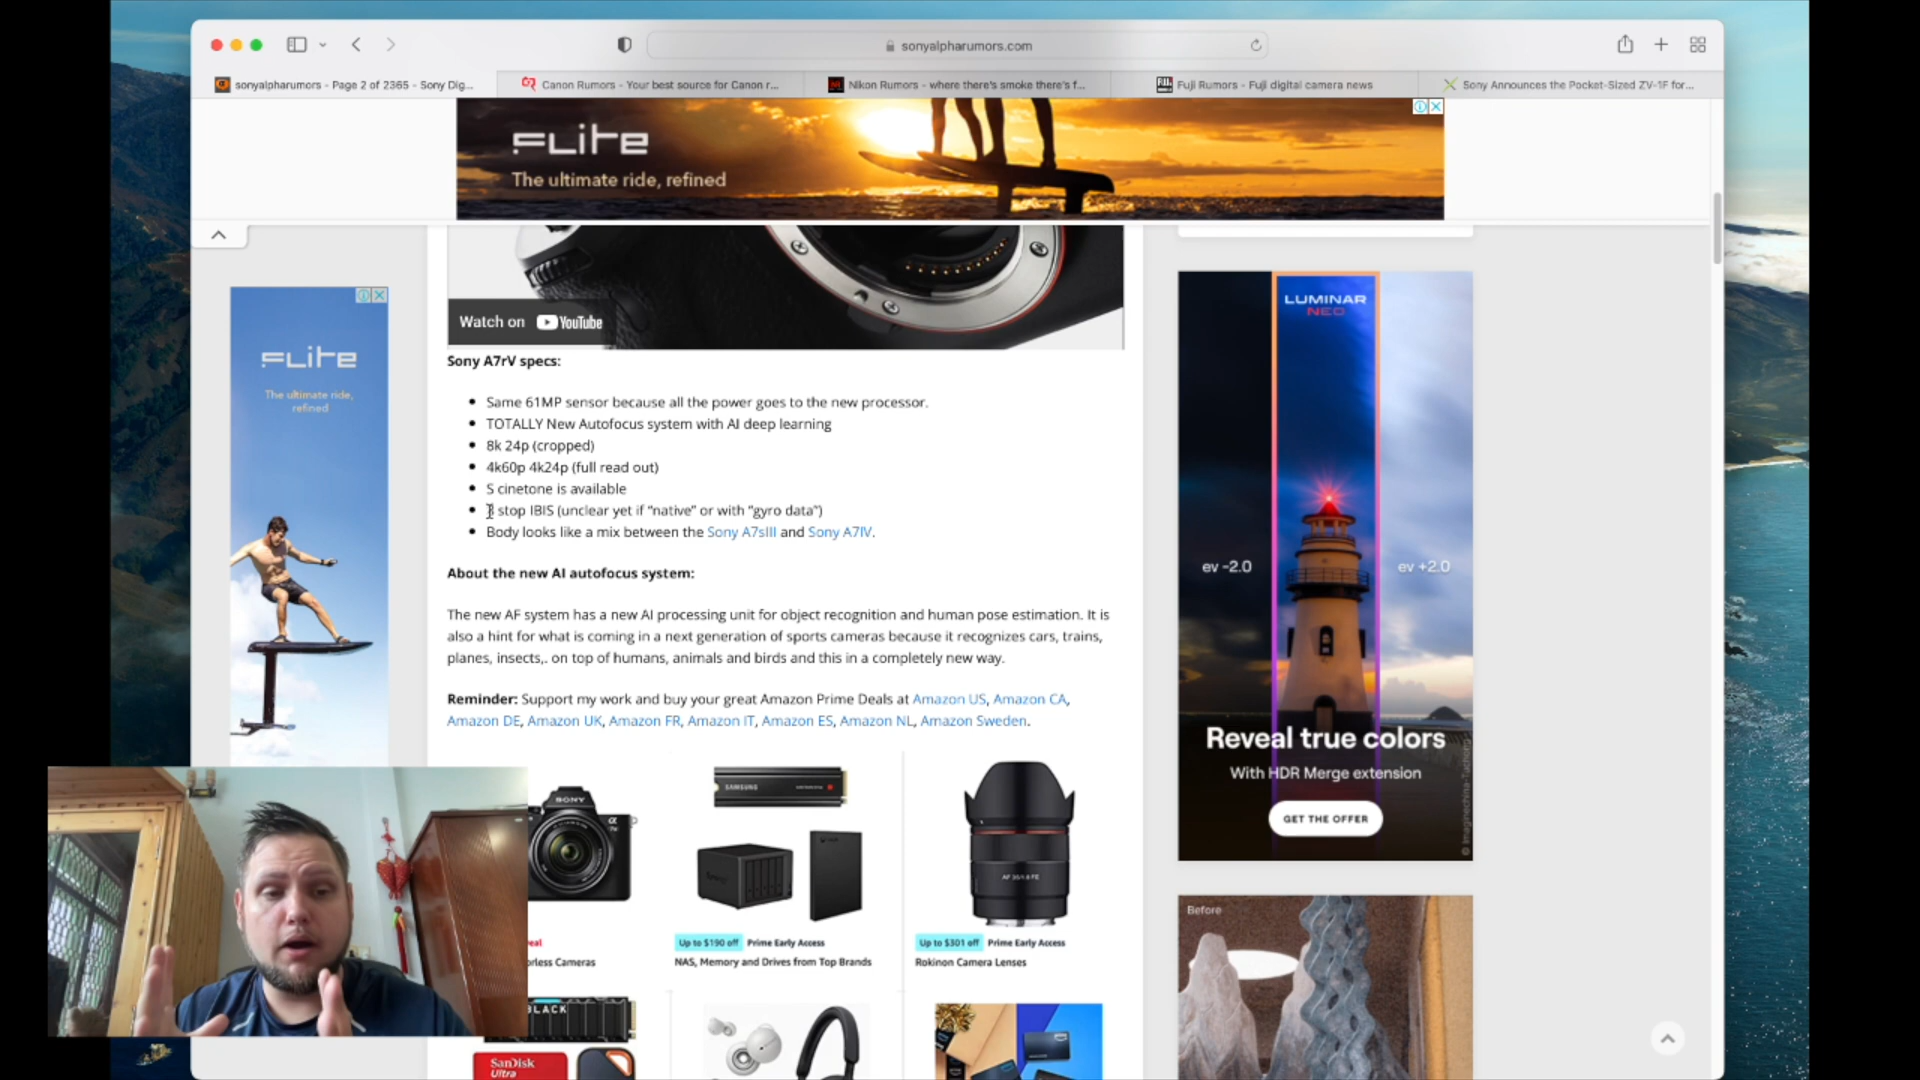 sonyalpharumors.com
sonyalpharumors - Page 2 of 2365 - Sony Dig...
Canon Rumors - Your best source for Canon r...
Nikon Rumors - where there's smoke there's f...
Fuji Rumors - Fuji digital camera news
Sony Announces the Pocket-Sized ZV-1F for...
FLITE
The ultimate ride, refined
Watch on YouTube
FLITE
The ultimate ride,
refined
Sony A7rV specs:
Same 61MP sensor because all the power goes to the new processor.
TOTALLY New Autofocus system with AI deep learning
8k 24p (cropped)
4k60p 4k24p (full read out)
S cinetone is available
stop IBIS (unclear yet if “native” or with “gyro data”)
Body looks like a mix between the Sony A7sIII and Sony A7IV.
About the new AI autofocus system:
The new AF system has a new AI processing unit for object recognition and human pose estimation. It is
also a hint for what is coming in a next generation of sports cameras because it recognizes cars, trains,
planes, insects,. on top of humans, animals and birds and this in a completely new way.
Reminder: Support my work and buy your great Amazon Prime Deals at Amazon US, Amazon CA,
Amazon DE, Amazon UK, Amazon FR, Amazon IT, Amazon ES, Amazon NL, Amazon Sweden.
SONY
SAMSUNG
AF 35/1.8 FE
eal
rless Cameras
Up to $190 off Prime Early Access
NAS, Memory and Drives from Top Brands
Up to $301 off Prime Early Access
Rokinon Camera Lenses
BLACK
SanDisk
Ultra
LUMINAR
NEO
ev -2.0
ev +2.0
Reveal true colors
With HDR Merge extension
GET THE OFFER
© Imaginechina-Tuchong
Before